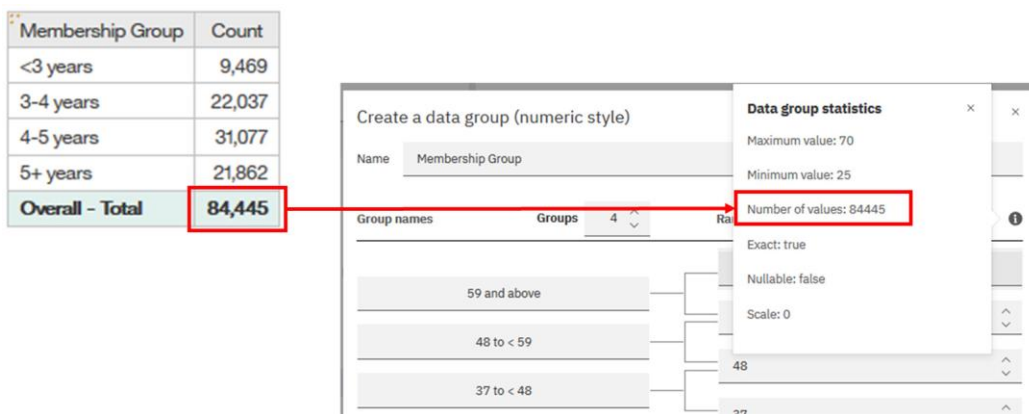 Membership Group Count
<3 years 9,469
3-4 years 22,037
4-5 years 31,077
5+ years 21,862
Overall - Total 84,445
Create a data group (numeric style)
Name Membership Group
Group names Groups 4
59 and above
48 to < 59
37 to < 48
Data group statistics
Maximum value: 70
Minimum value: 25
Number of values: 84445
Exact: true
Nullable: false
Scale: 0
48